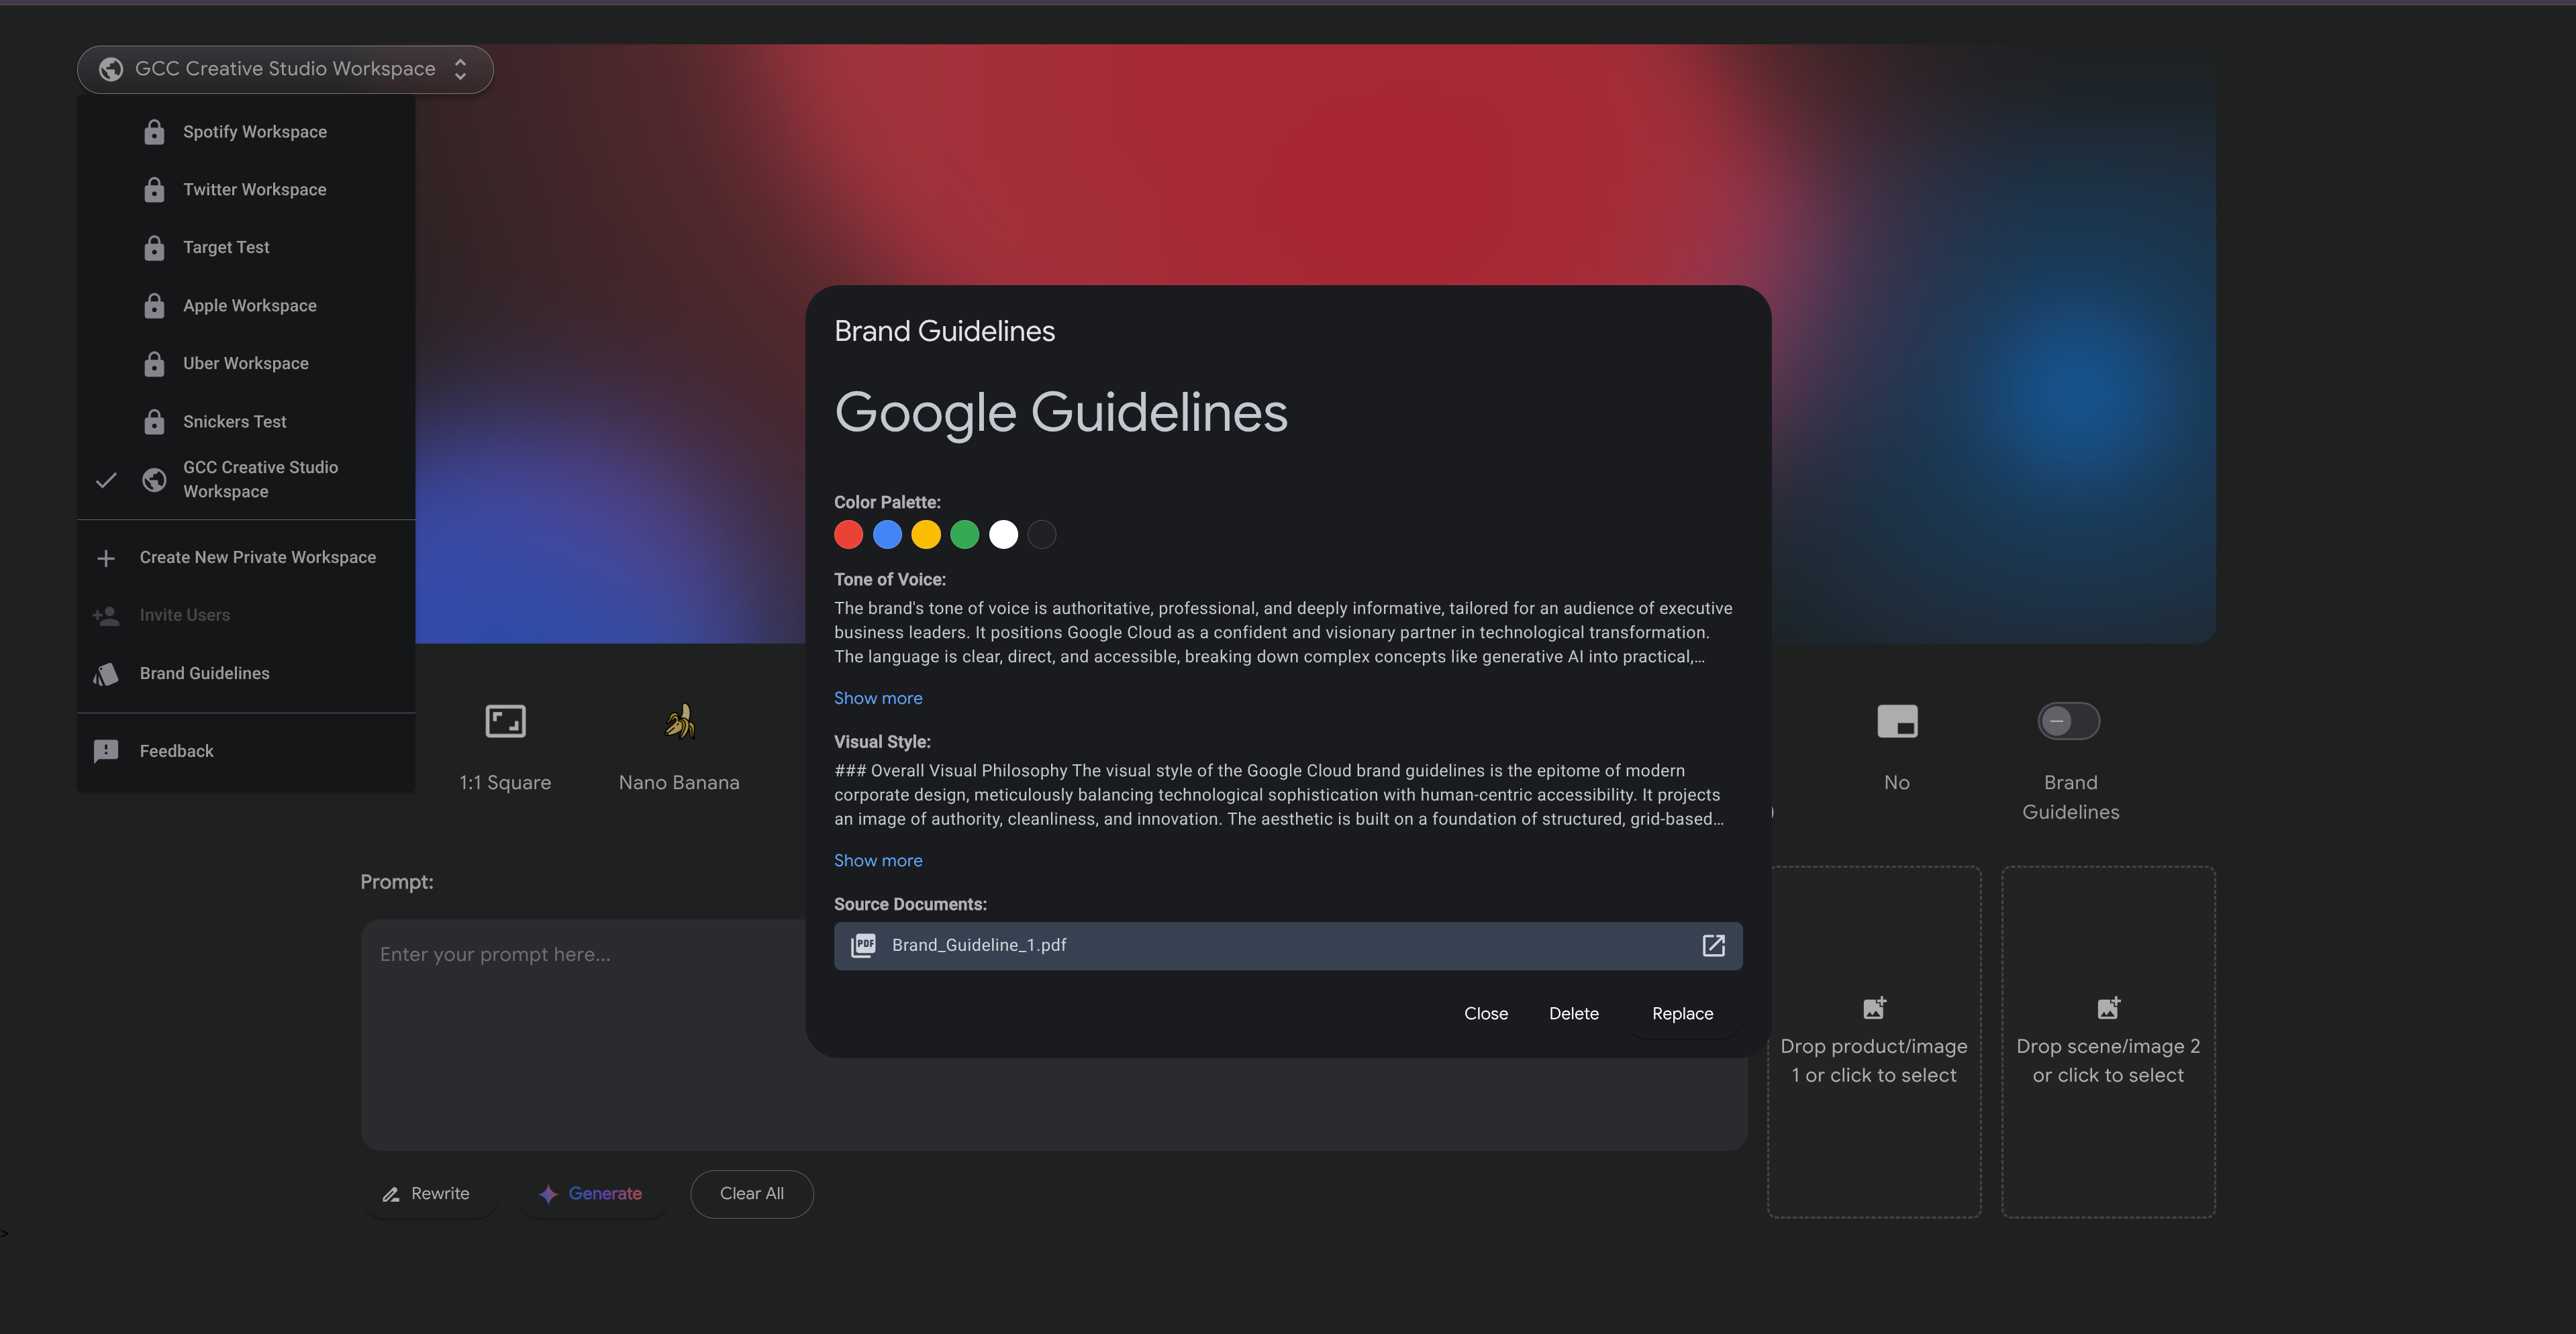 GCC Creative Studio Workspace
Spotify Workspace
Twitter Workspace
Target Test
Apple Workspace
Uber Workspace
Snickers Test
GCC Creative Studio
Workspace
Create New Private Workspace
Invite Users
Brand Guidelines
Feedback
Brand Guidelines
Google Guidelines
Color Palette:
Tone of Voice:
The brand's tone of voice is authoritative, professional, and deeply informative, tailored for an audience of executive
business leaders. It positions Google Cloud as a confident and visionary partner in technological transformation.
The language is clear, direct, and accessible, breaking down complex concepts like generative AI into practical,...
Show more
Visual Style:
### Overall Visual Philosophy The visual style of the Google Cloud brand guidelines is the epitome of modern
corporate design, meticulously balancing technological sophistication with human-centric accessibility. It projects
an image of authority, cleanliness, and innovation. The aesthetic is built on a foundation of structured, grid-based...
Show more
Source Documents:
PDF
Brand_Guideline_1.pdf
Close
Delete
Replace
1:1 Square
Nano Banana
No
Brand
Guidelines
Prompt:
Enter your prompt here...
Drop product/image
1 or click to select
Drop scene/image 2
or click to select
Rewrite
Generate
Clear All
>